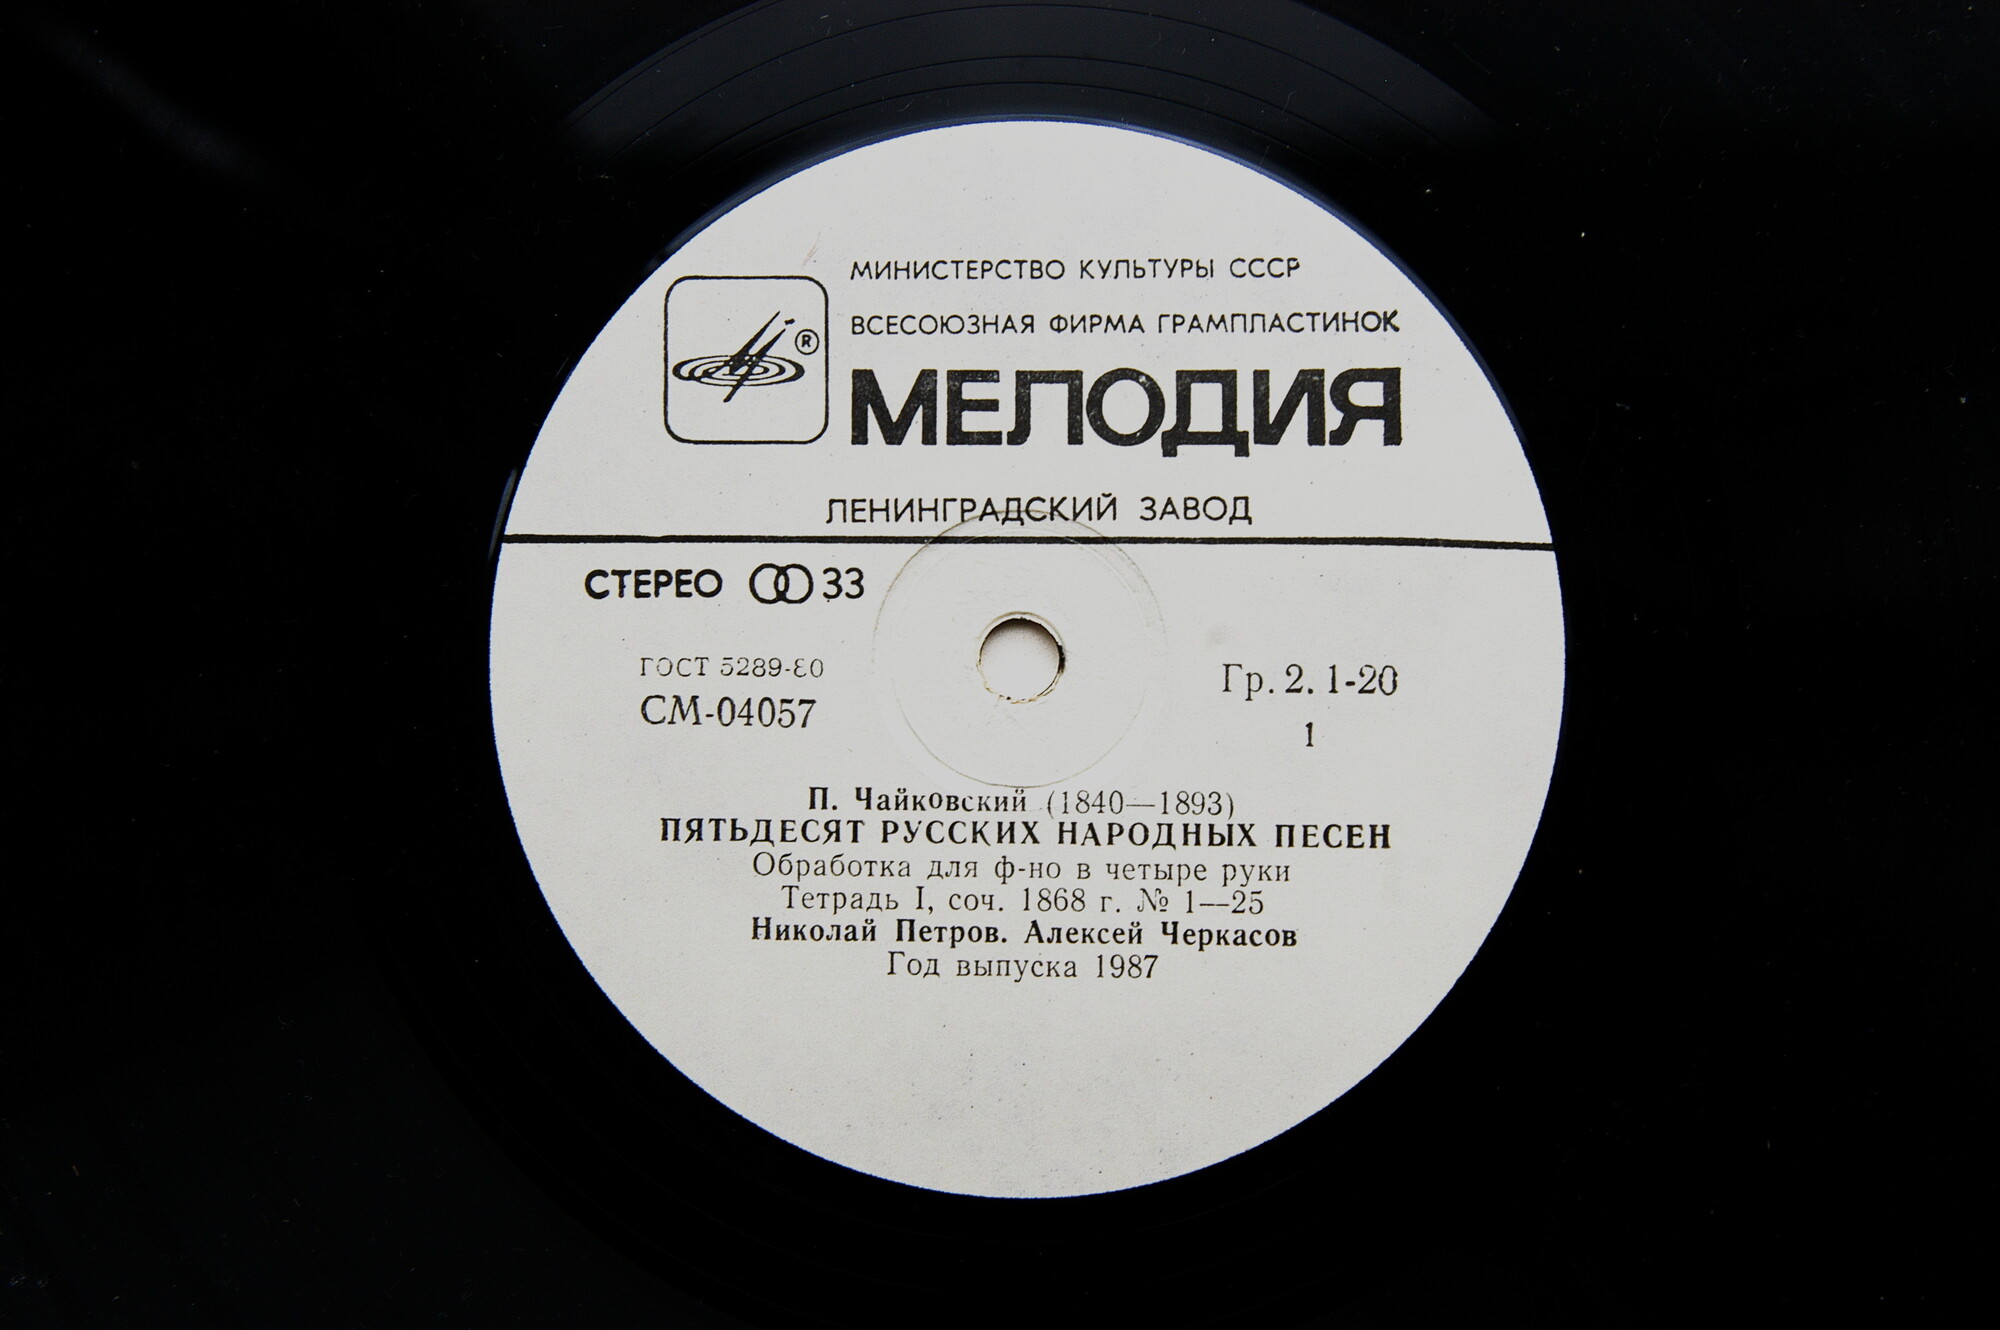 МИНИСТЕРСТВО КУЛЬТУРЫ СССР
ВСЕСОЮЗНАЯ ФИРМА ГРАМПЛАСТИНОК
®
МЕЛОДИЯ
ЛЕНИНГРАДСКИЙ ЗАВОД
СТЕРЕО 33
ГОСТ 5289-80
СМ-04057
Гр. 2. 1-20
1
П. Чайковский (1840—1893)
ПЯТЬДЕСЯТ РУССКИХ НАРОДНЫХ ПЕСЕН
Обработка для ф-но в четыре руки
Тетрадь I, соч. 1868 г. № 1—25
Николай Петров. Алексей Черкасов
Год выпуска 1987